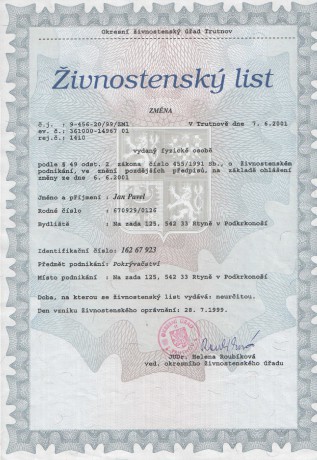 Okresní živnostenský úřad Trutnov
Živnostenský list
ZMĚNA
č.j. : 9-456-20/99/ZM1 V Trutnově dne 7. 6.2001
ev. č.: 361000-14967 01
rej.č.: 1410
vydaný fyzické osobě
podle § 49 odst. 2 zákona číslo 455/1991 Sb., o živnostenském
podnikání, ve znění pozdějších předpisů, na základě ohlášení
změny ze dne 6. 6.2001
Jméno a příjmení : Jan Pavel
Rodné číslo : 670929/0126
Bydliště : Na zada 125, 542 33 Rtyně v Podkrkonoší
Identifikační číslo: 162 67 923
Předmět podnikání: Pokrývačství
Místo podnikání : Na zada 125, 542 33 Rtyně v Podkrkonoší
Doba, na kterou se živnostenský list vydává: neurčitou.
Den vzniku živnostenského oprávnění: 28. 7.1999.
JUDr. Helena Roubíková
ved. okresního živnostenského úřadu